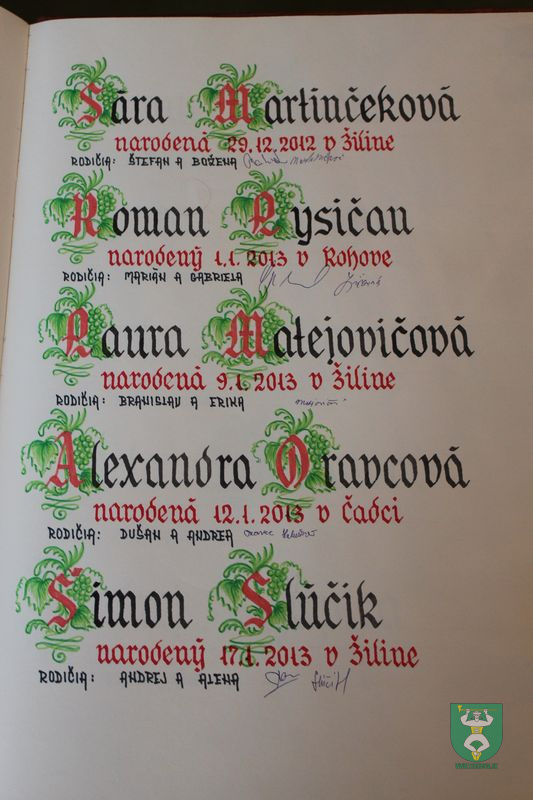 Sára Martinčeková
narodená 29.12.2012 v Žiline
RODIČIA: ŠTEFAN A BOŽENA
Roman Lysičan
narodený 1.1.2013 v Rohove
RODIČIA: MARIÁN A GABRIELA
Laura Matejovičová
narodená 9.1.2013 v Žiline
RODIČIA: BRANISLAV A ERIKA
Alexandra Oravcová
narodená 12.1.2013 v Čadci
RODIČIA: DUŠAN A ANDREA
Šimon Slúčik
narodený 17.1.2013 v Žiline
RODIČIA: ANDREJ A ALENA